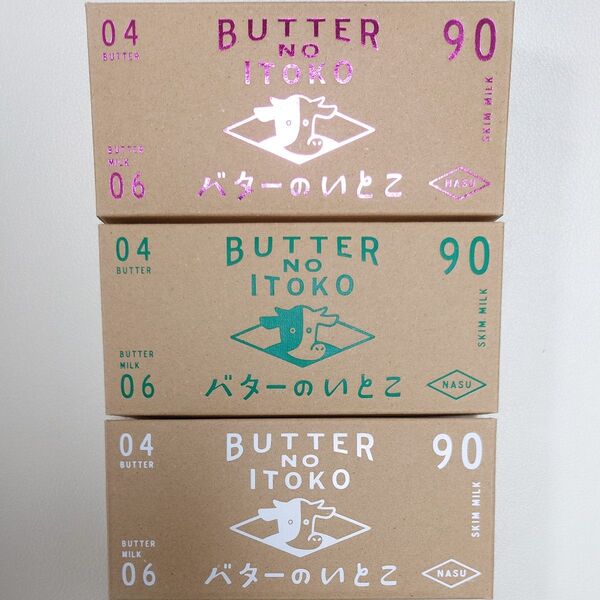 04
BUTTER
BUTTER
NO
ITOKO
90
SKIM MILK
BUTTER
MILK
06
バターのいとこ
NASU
04
BUTTER
BUTTER
NO
ITOKO
90
SKIM MILK
BUTTER
MILK
06
バターのいとこ
NASU
04
BUTTER
BUTTER
NO
ITOKO
90
SKIM MILK
BUTTER
MILK
06
バターのいとこ
NASU